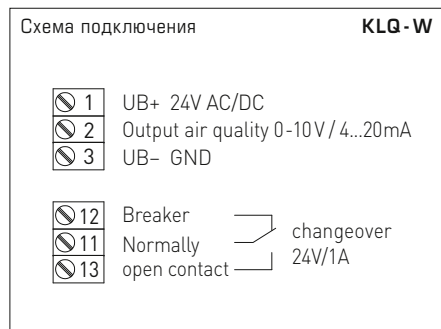 Схема подключения KLQ-W
1 UB+ 24V AC/DC
2 Output air quality 0-10V / 4...20mA
3 UB– GND
12 Breaker
11 Normally
13 open contact
changeover
24V/1A